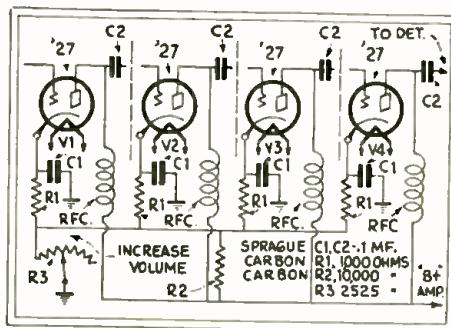 '27 C2 '27 C2 '27 C2 '27 TO DET.
C2
V1 V2 V3 V4
C1 C1 C1 C1
R1 R1 R1 R1
RFC. RFC. RFC. RFC.
INCREASE
VOLUME
R3
R2
SPRAGUE C1, C2-.1 MF.
CARBON R1, 1000 OHMS
CARBON R2, 10,000 "
R3 2525 "
"B+"
AMP.